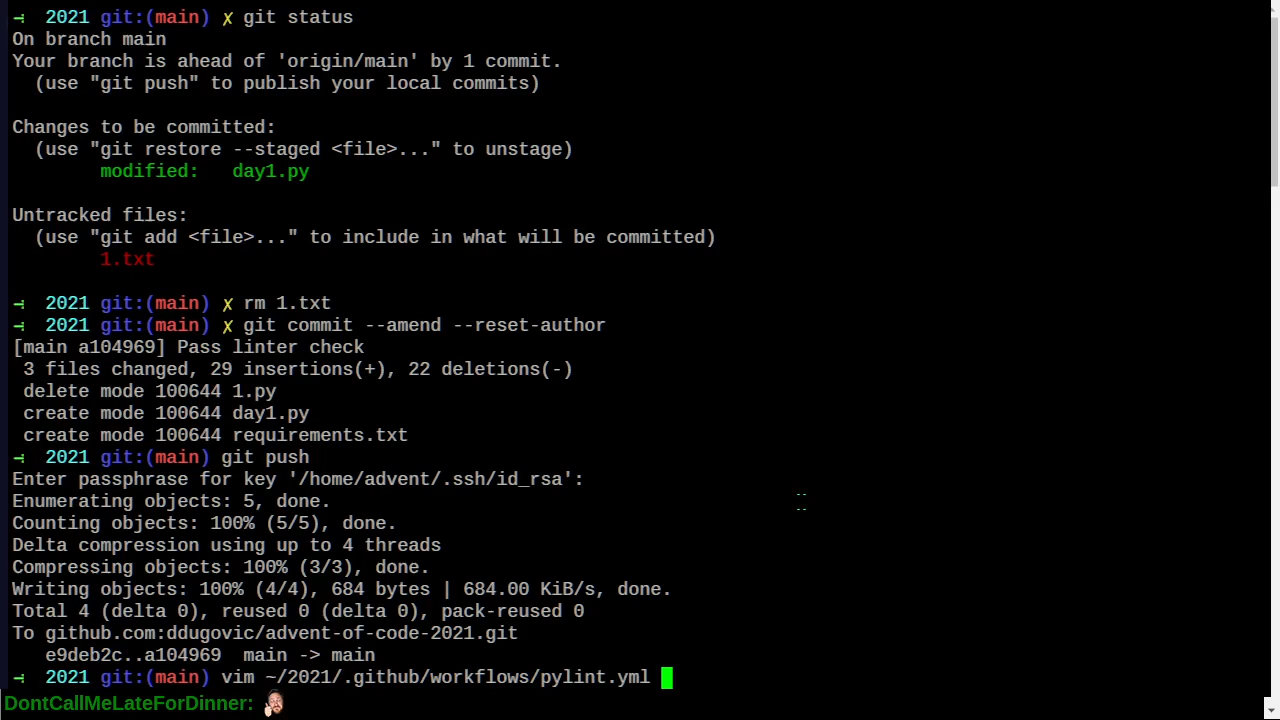 → 2021 git:(main) ✗ git status
On branch main
Your branch is ahead of 'origin/main' by 1 commit.
  (use "git push" to publish your local commits)
Changes to be committed:
  (use "git restore --staged <file>..." to unstage)
        modified:   day1.py
Untracked files:
  (use "git add <file>..." to include in what will be committed)
        1.txt
→ 2021 git:(main) ✗ rm 1.txt
→ 2021 git:(main) ✗ git commit --amend --reset-author
[main a104969] Pass linter check
 3 files changed, 29 insertions(+), 22 deletions(-)
 delete mode 100644 1.py
 create mode 100644 day1.py
 create mode 100644 requirements.txt
→ 2021 git:(main) git push
Enter passphrase for key '/home/advent/.ssh/id_rsa':
Enumerating objects: 5, done.
Counting objects: 100% (5/5), done.
Delta compression using up to 4 threads
Compressing objects: 100% (3/3), done.
Writing objects: 100% (4/4), 684 bytes | 684.00 KiB/s, done.
Total 4 (delta 0), reused 0 (delta 0), pack-reused 0
To github.com:ddugovic/advent-of-code-2021.git
   e9deb2c..a104969  main -> main
→ 2021 git:(main) vim ~/2021/.github/workflows/pylint.yml
DontCallMeLateForDinner: